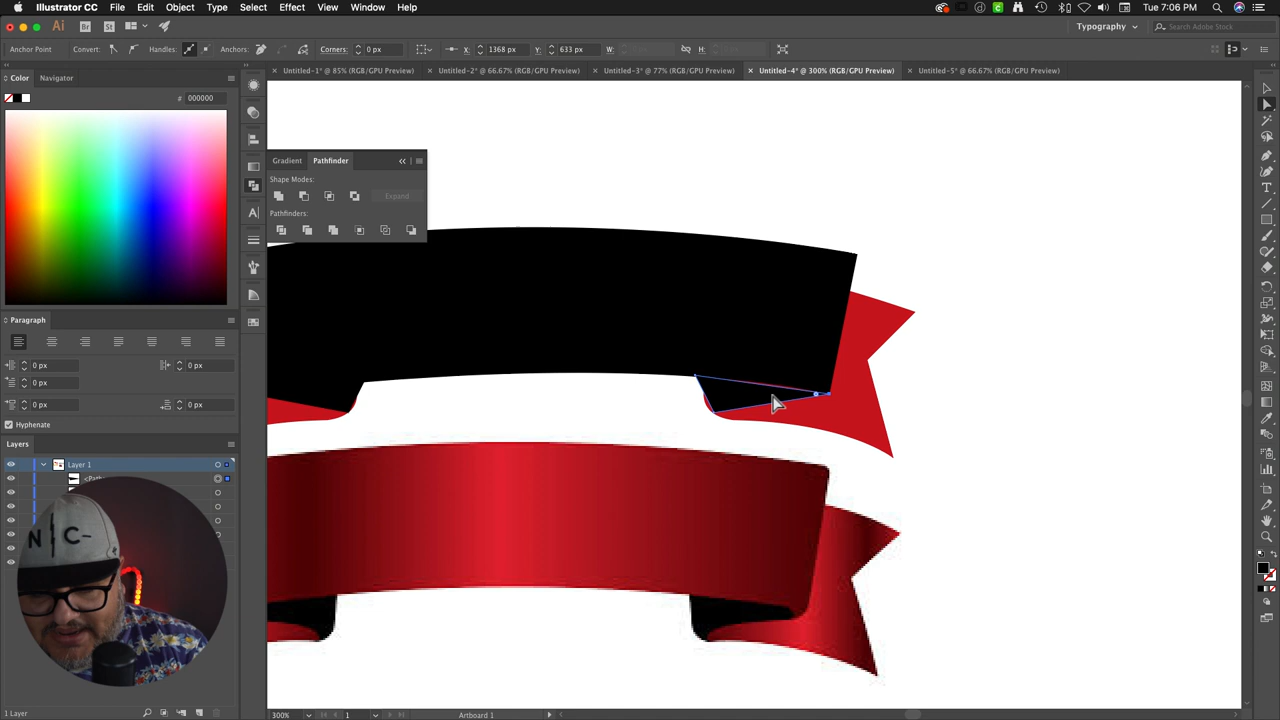 Illustrator CC File Edit Object Type Select Effect View Window Help
Tue 7:06 PM
Ai Br St Typography Search Adobe Stock
Anchor Point Convert: Handles: Anchors: Corners: 0 px X: 1368 px Y: 633 px W: H:
Color Navigator
Untitled-1* @ 85% (RGB/GPU Preview) Untitled-2* @ 66.67% (RGB/GPU Preview) Untitled-3* @ 77% (RGB/GPU Preview) Untitled-4* @ 300% (RGB/GPU Preview) Untitled-5* @ 66.67% (RGB/GPU Preview)
# 000000
Gradient Pathfinder
Shape Modes:
Expand
Pathfinders:
Paragraph
0 px 0 px
0 px
0 px 0 px
Hyphenate
Layers
Layer 1
<Pat
N C-
1 Layer
300% 1 Artboard 1